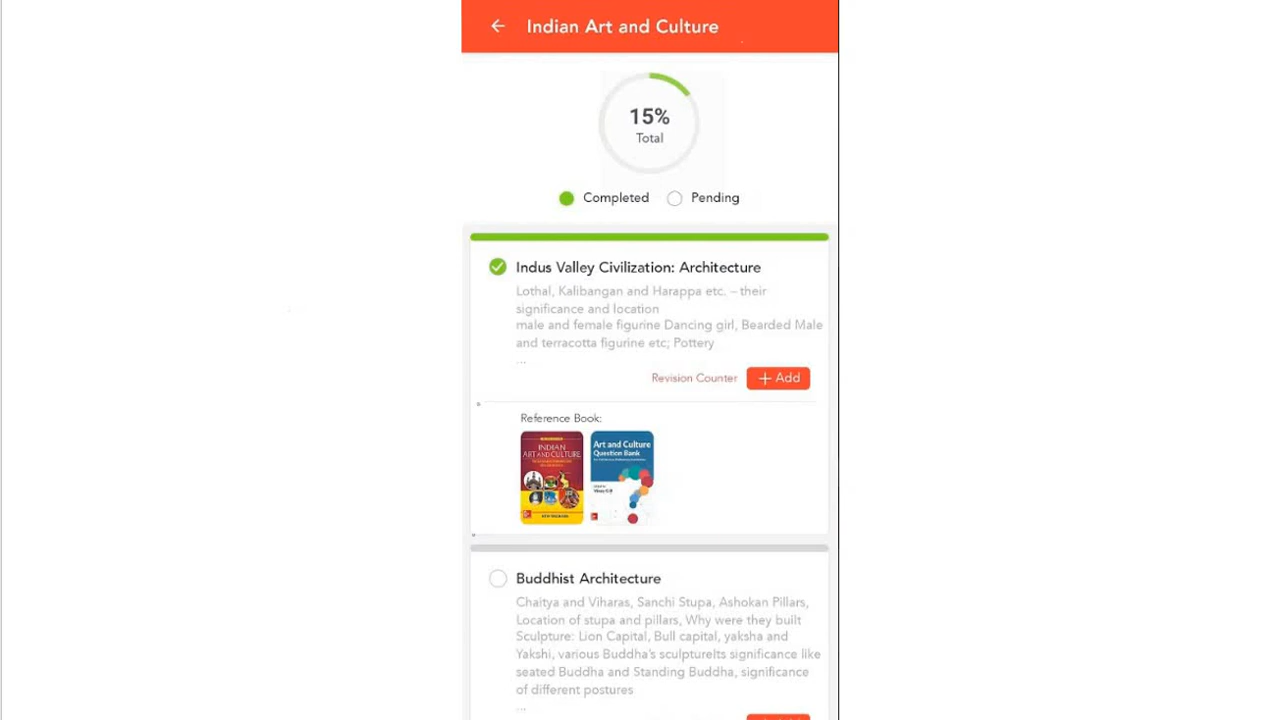 Indian Art and Culture
15%
Total
Completed
Pending
Indus Valley Civilization: Architecture
Lothal, Kalibangan and Harappa etc. – their
significance and location
male and female figurine Dancing girl, Bearded Male
and terracotta figurine etc; Pottery
...
Revision Counter
+ Add
Reference Book:
INDIAN
ART AND CULTURE
Art and Culture
Question Bank
Buddhist Architecture
Chaitya and Viharas, Sanchi Stupa, Ashokan Pillars,
Location of stupa and pillars, Why were they built
Sculpture: Lion Capital, Bull capital, yaksha and
Yakshi, various Buddha's sculptureIts significance like
seated Buddha and Standing Buddha, significance
of different postures
...